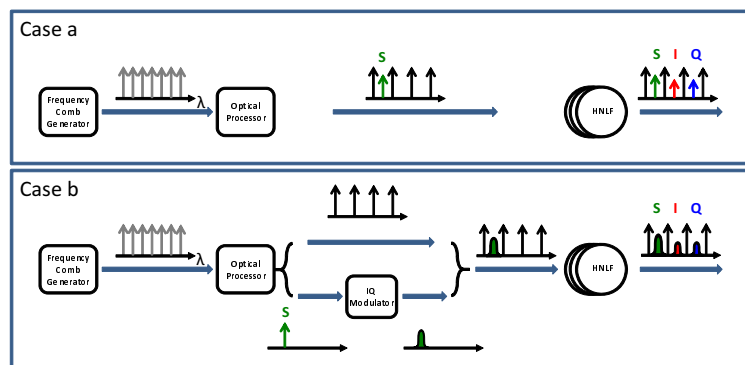 Case a
S
S I Q
Frequency
Comb
Generator
λ
Optical
Processor
HNLF
Case b
S I Q
Frequency
Comb
Generator
λ
Optical
Processor
IQ
Modulator
HNLF
S